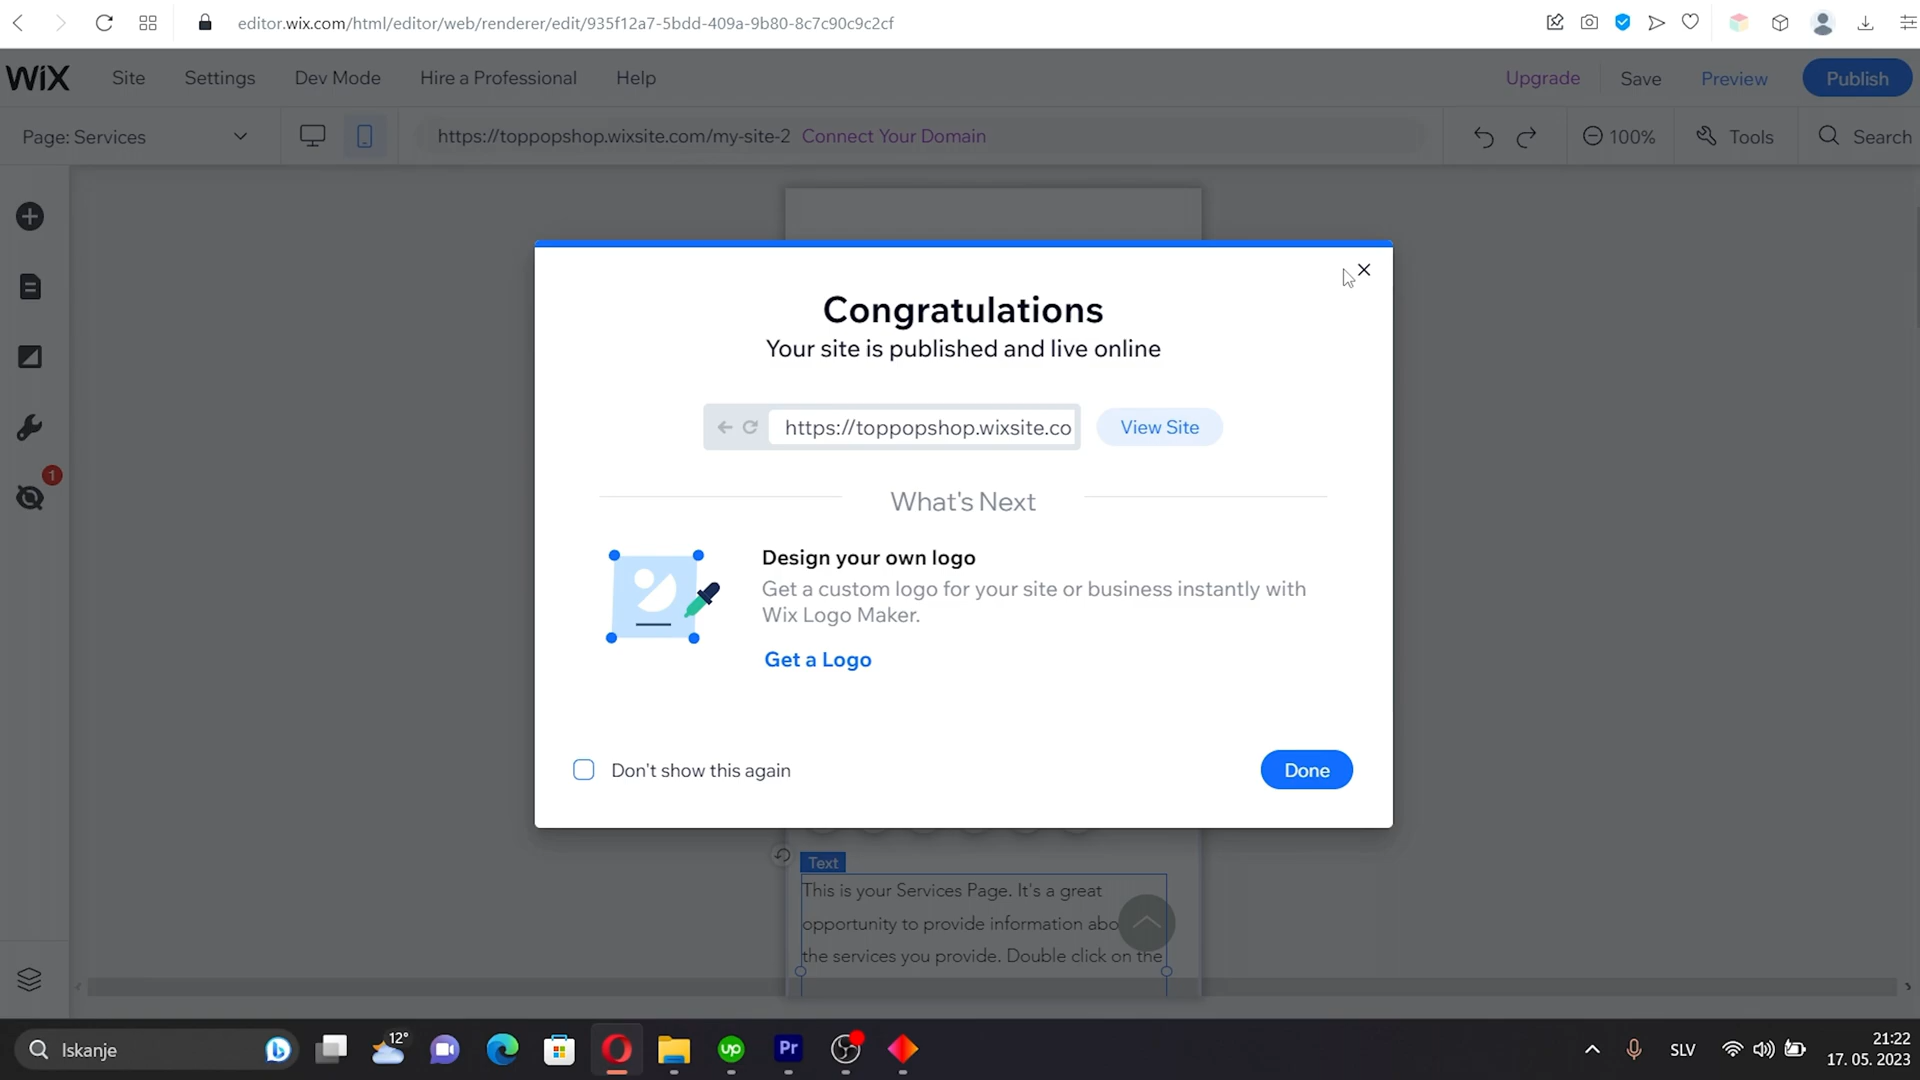 editor.wix.com/html/editor/web/renderer/edit/935f12a7-5bdd-409a-9b80-8c7c90c9c2cf
WiX Site Settings Dev Mode Hire a Professional Help Upgrade Save Preview Publish
Page: Services https://toppopshop.wixsite.com/my-site-2 Connect Your Domain 100% Tools Search
Congratulations
Your site is published and live online
https://toppopshop.wixsite.co View Site
1
What's Next
Design your own logo
Get a custom logo for your site or business instantly with
Wix Logo Maker.
Get a Logo
Don't show this again Done
Text
This is your Services Page. It's a great
opportunity to provide information abo
the services you provide. Double click on the
Iskanje 12° up Pr SLV 21:22
17. 05. 2023